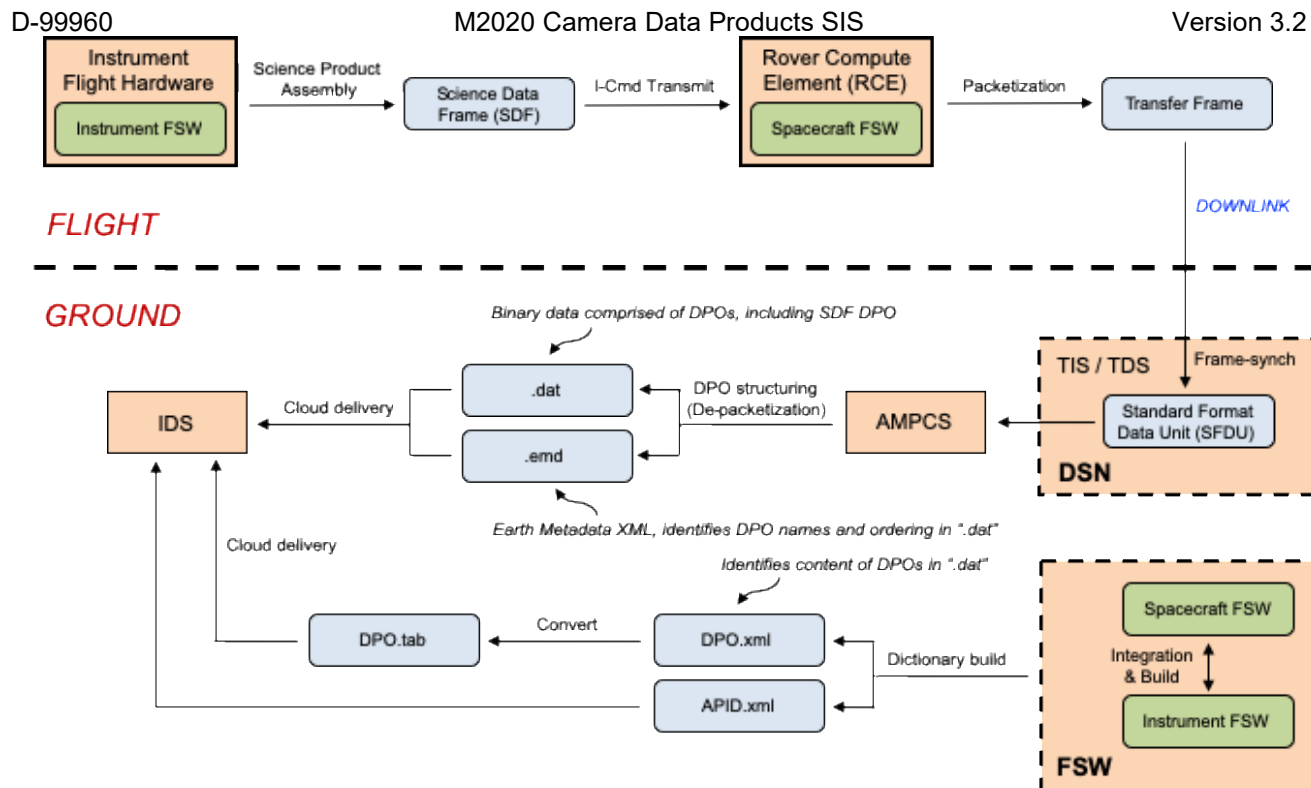 D-99960 M2020 Camera Data Products SIS Version 3.2
Instrument
Flight Hardware
Instrument FSW
Science Product
Assembly
Science Data
Frame (SDF)
I-Cmd Transmit
Rover Compute
Element (RCE)
Spacecraft FSW
Packetization
Transfer Frame
DOWNLINK
FLIGHT
GROUND
Binary data comprised of DPOs, including SDF DPO
TIS / TDS
Frame-synch
Standard Format
Data Unit (SFDU)
DSN
AMPCS
DPO structuring
(De-packetization)
.dat
.emd
Cloud delivery
IDS
Earth Metadata XML, identifies DPO names and ordering in ".dat"
Cloud delivery
Identifies content of DPOs in ".dat"
DPO.tab
Convert
DPO.xml
APID.xml
Dictionary build
Spacecraft FSW
Integration
& Build
Instrument FSW
FSW